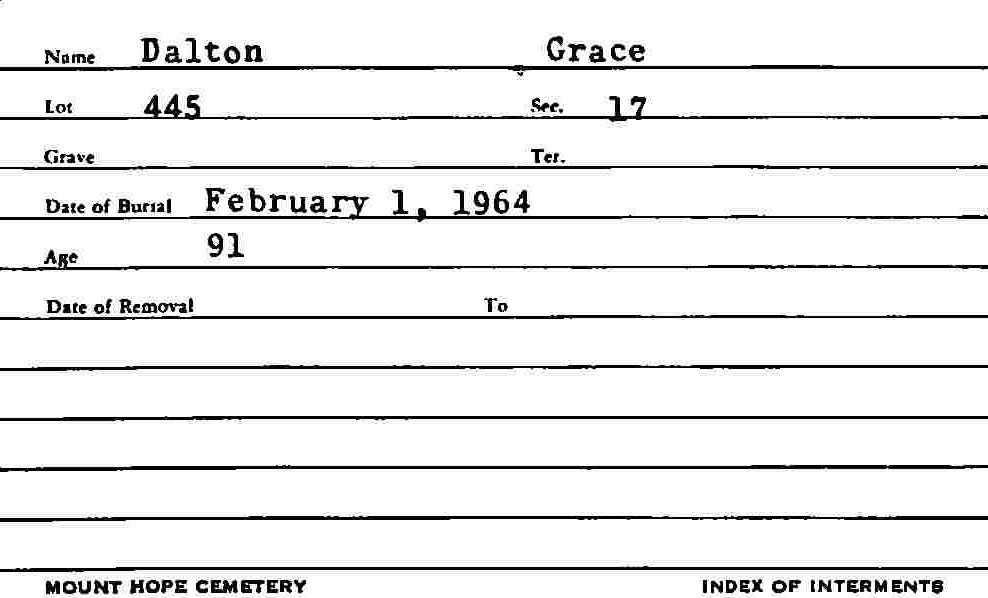 Name Dalton Grace
Lot 445 Sec. 17
Grave Ter.
Date of Burial February 1, 1964
Age 91
Date of Removal To
MOUNT HOPE CEMETERY INDEX OF INTERMENTS